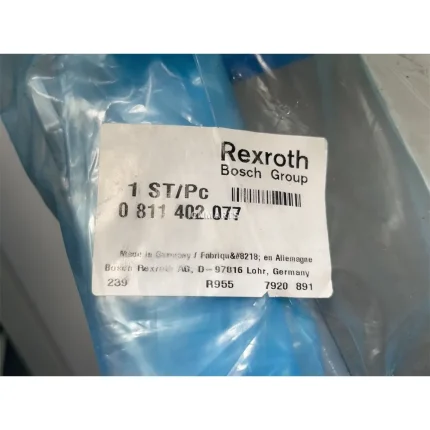 Rexroth
Bosch Group
1 ST/Pc
0 811 402 077
Made in Germany / Fabriqu&#8218; en Allemagne
Bosch Rexroth AG, D-97816 Lohr, Germany
239 R955 7920 891